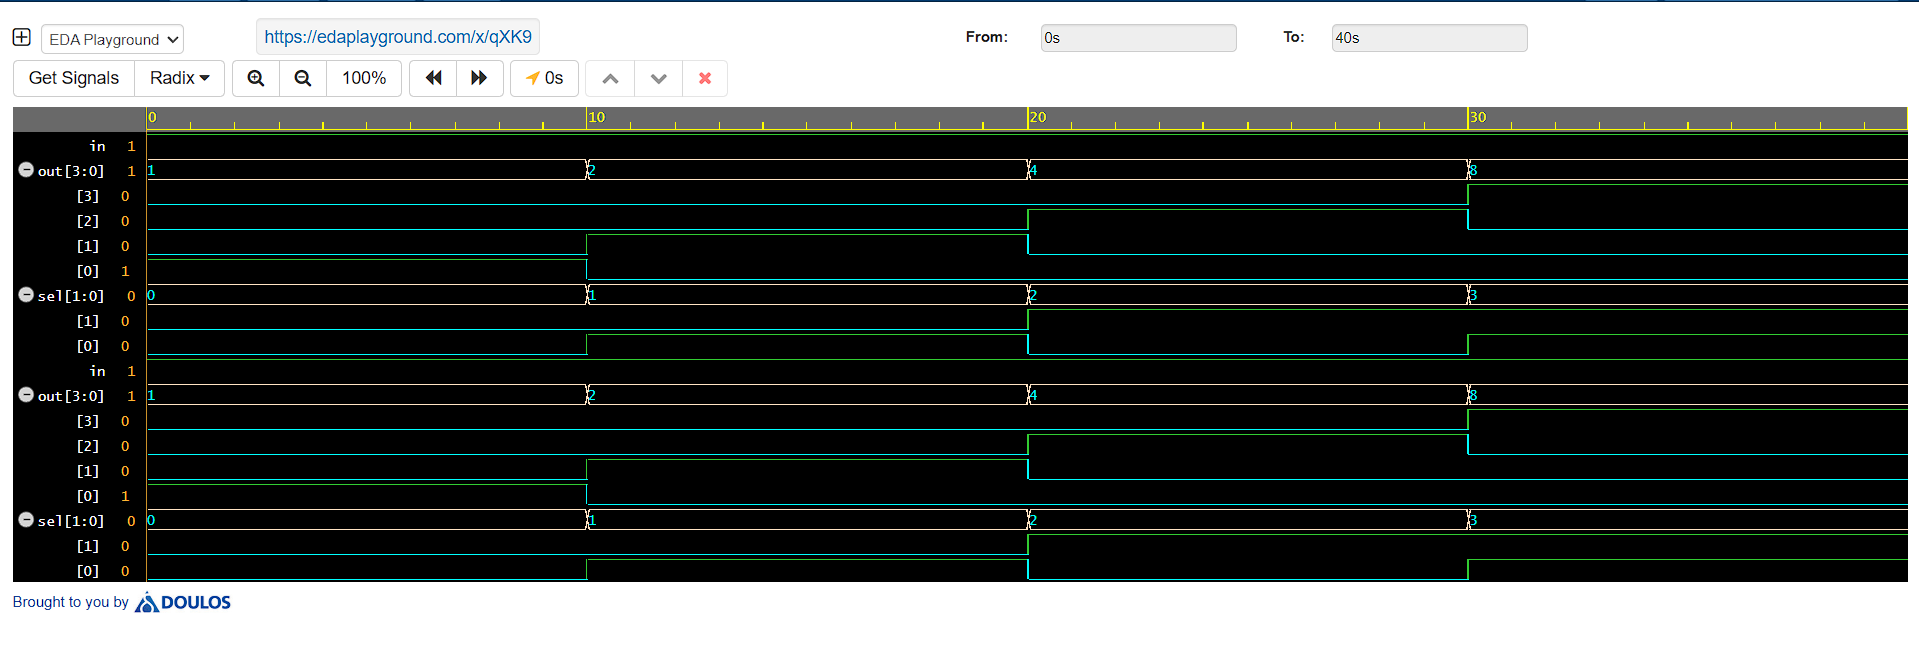 EDA Playground
https://edaplayground.com/x/qXK9
From: 0s To: 40s
Get Signals Radix 100% 0s
0 10 20 30
in 1
out[3:0] 1 1 2 4 8
[3] 0
[2] 0
[1] 0
[0] 1
sel[1:0] 0 0 1 2 3
[1] 0
[0] 0
in 1
out[3:0] 1 1 2 4 8
[3] 0
[2] 0
[1] 0
[0] 1
sel[1:0] 0 0 1 2 3
[1] 0
[0] 0
Brought to you by DOULOS